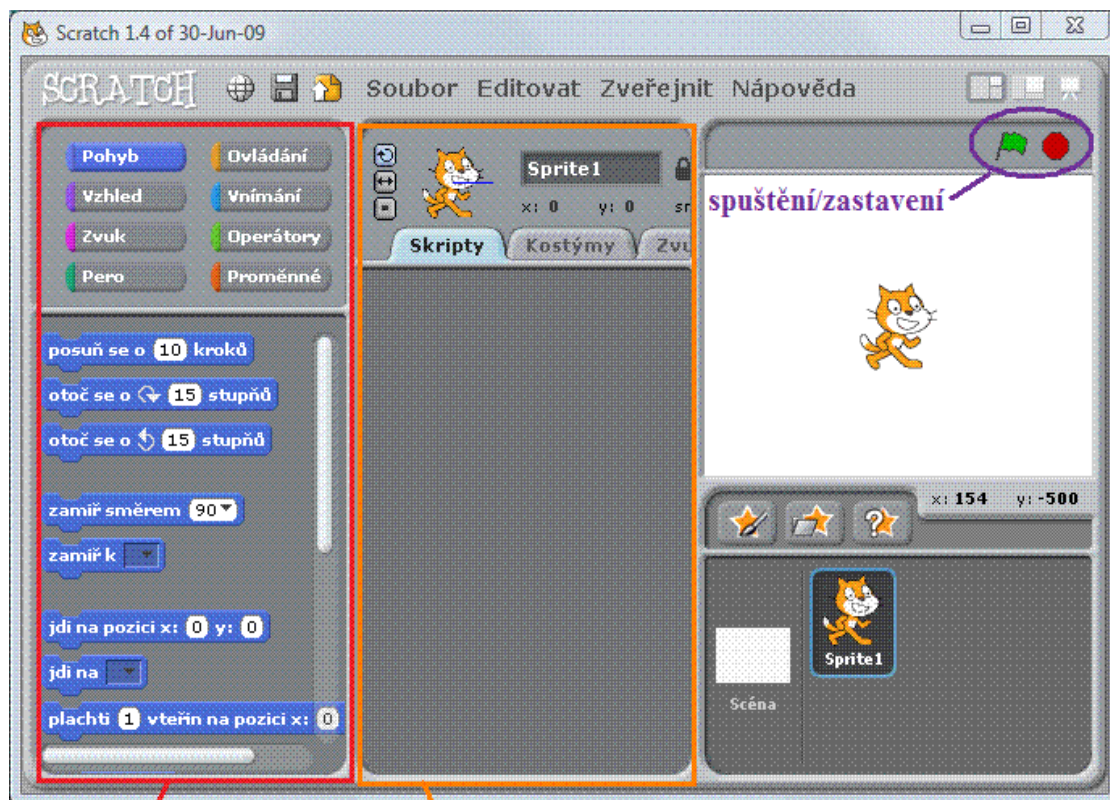 Scratch 1.4 of 30-Jun-09
SCRATCH Soubor Editovat Zveřejnit Nápověda
Pohyb Ovládání
Vzhled Vnímání
Zvuk Operátory
Pero Proměnné
posuň se o 10 kroků
otoč se o 15 stupňů
otoč se o 15 stupňů
zamiř směrem 90
zamiř k
jdi na pozici x: 0 y: 0
jdi na
plachti 1 vteřin na pozici x: 0
Sprite1
x: 0 y: 0
Skripty Kostýmy
spuštění/zastavení
x: 154 y: -500
Sprite1
Scéna